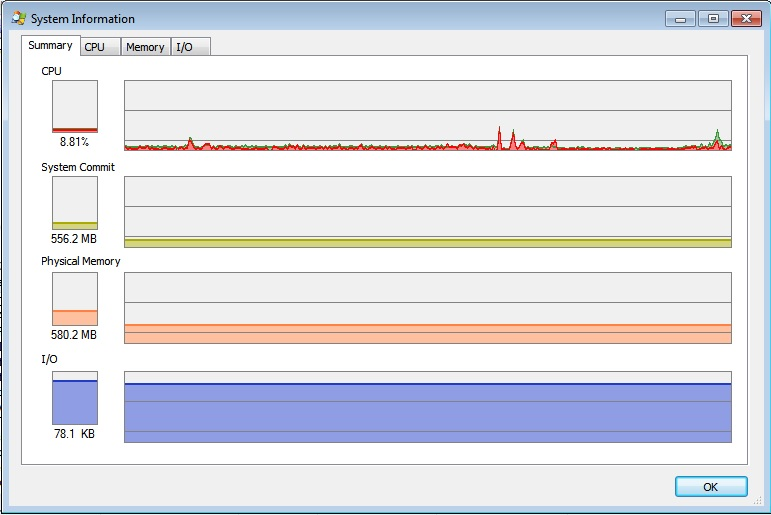 System Information
Summary CPU Memory I/O
CPU
8.81%
System Commit
556.2 MB
Physical Memory
580.2 MB
I/O
78.1 KB
OK